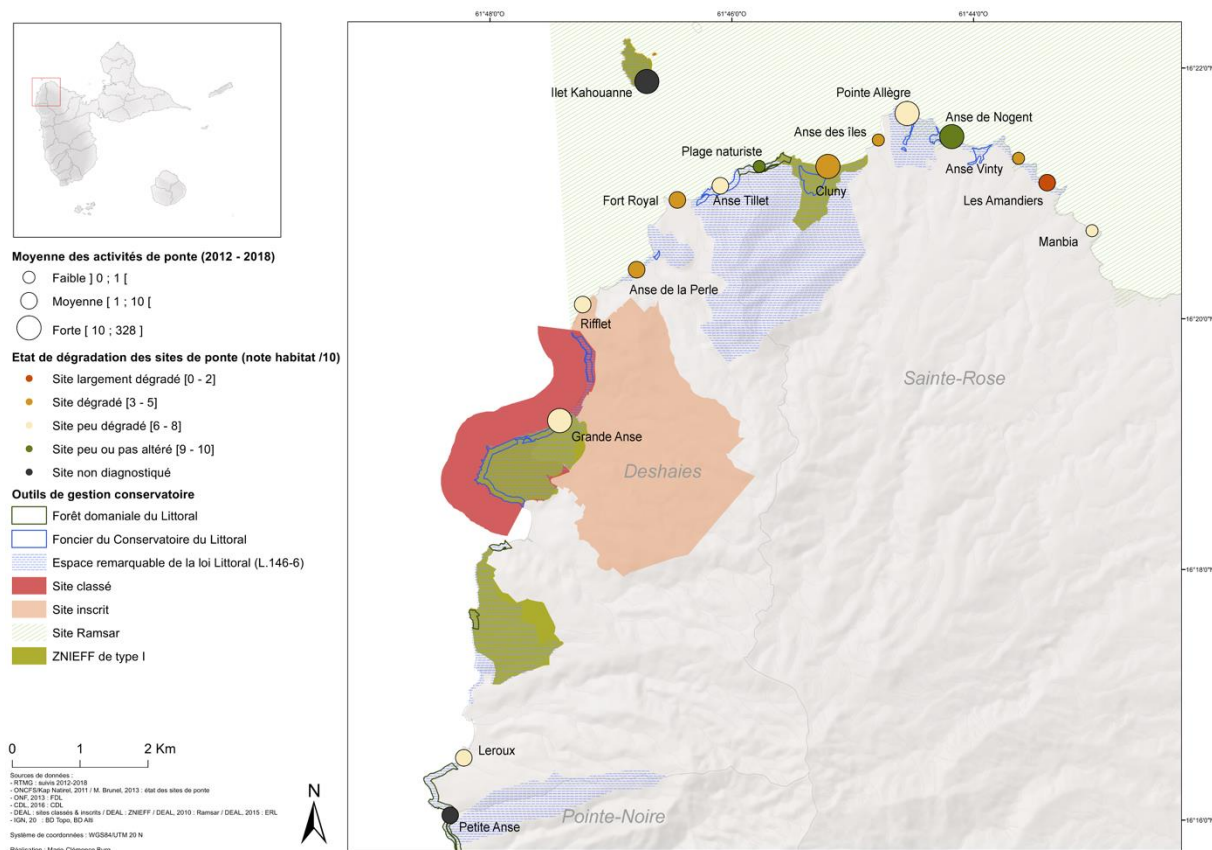 61°48'0"O
61°46'0"O
61°44'0"O
16°22'0"N
16°20'0"N
16°18'0"N
16°16'0"N
Ilet Kahouanne
Pointe Allègre
Anse de Nogent
Anse des îles
Plage naturiste
Anse Vinty
Cluny
Anse Tillet
Les Amandiers
Fort Royal
Manbia
Anse de la Perle
Rifflet
Sainte-Rose
Grande Anse
Deshaies
Leroux
Pointe-Noire
Petite Anse
Moyenne des activités de ponte (2012 - 2018)
Faible ] 0 ; 1 [
Moyenne [ 1 ; 10 [
Forte [ 10 ; 328 ]
Etat de dégradation des sites de ponte (note habitat /10)
Site largement dégradé [0 - 2]
Site dégradé [3 - 5]
Site peu dégradé [6 - 8]
Site peu ou pas altéré [9 - 10]
Site non diagnostiqué
Outils de gestion conservatoire
Forêt domaniale du Littoral
Foncier du Conservatoire du Littoral
Espace remarquable de la loi Littoral (L.146-6)
Site classé
Site inscrit
Site Ramsar
ZNIEFF de type I
0 1 2 Km
N
Sources de données :
- RTMG : suivis 2012-2018
- ONCFS/Kap Natirel, 2011 / M. Brunel, 2013 : état des sites de ponte
- ONF, 2013 : FDL
- CDL, 2016 : CDL
- DEAL : sites classés & inscrits / DEAL : ZNIEFF / DEAL, 2010 : Ramsar / DEAL, 2015 : ERL
- IGN, 20 : BD Topo, BD Alti
Système de coordonnées : WGS84/UTM 20 N